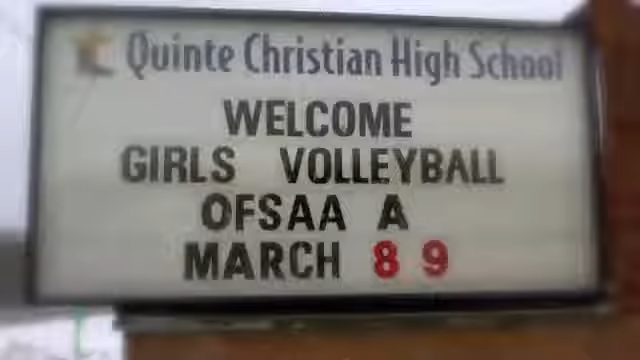 Quinte Christian High School
WELCOME
GIRLS VOLLEYBALL
OFSAA A
MARCH 8 9